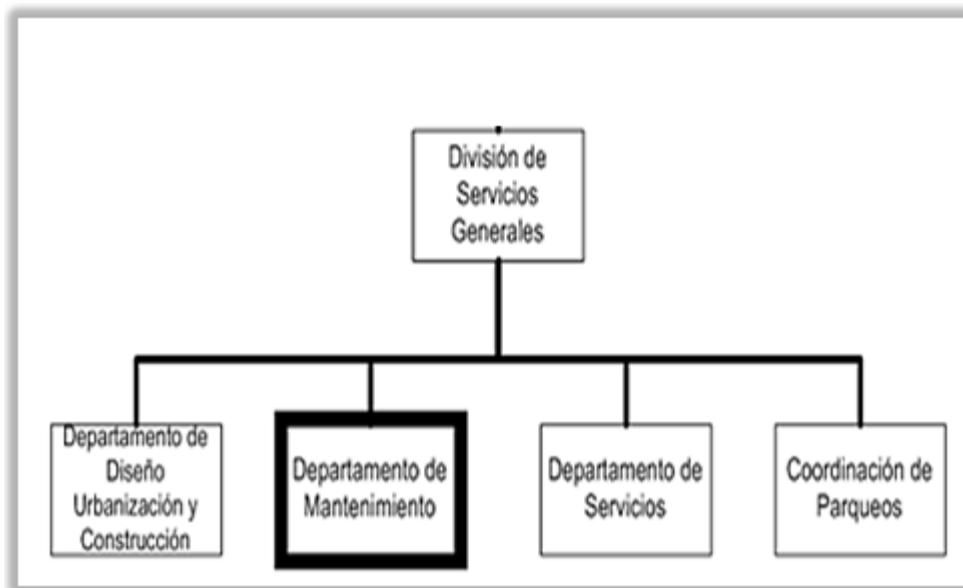 División de
Servicios
Generales
Departamento de
Diseño
Urbanización y
Construcción
Departamento de
Mantenimiento
Departamento de
Servicios
Coordinación de
Parqueos